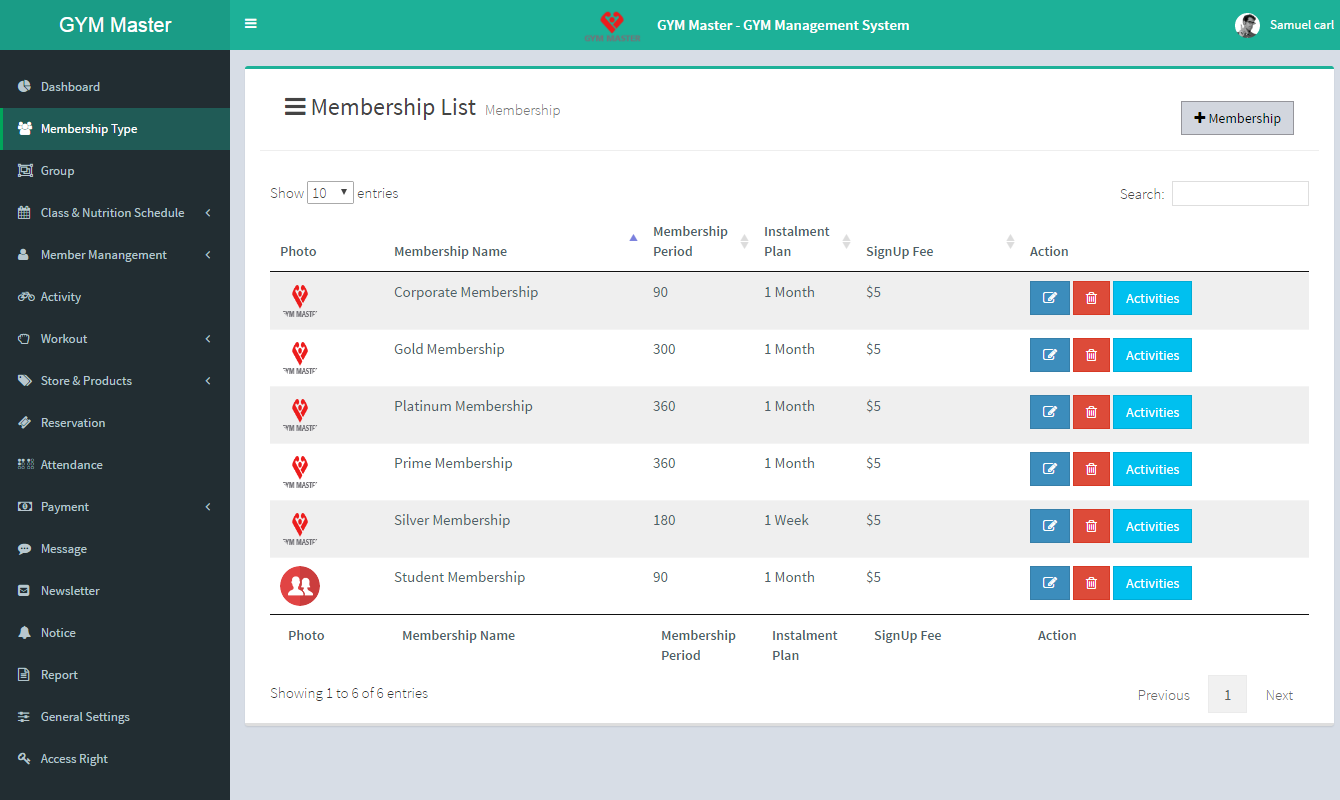 GYM Master
GYM MASTER
GYM Master - GYM Management System
Samuel carl
Dashboard
Membership Type
Group
Class & Nutrition Schedule
Member Manangement
Activity
Workout
Store & Products
Reservation
Attendance
Payment
Message
Newsletter
Notice
Report
General Settings
Access Right
Membership List Membership
Membership
Show 10 entries
Search:
Photo Membership Name Membership Period Instalment Plan SignUp Fee Action
GYM MASTER Corporate Membership 90 1 Month $5 Activities
GYM MASTER Gold Membership 300 1 Month $5 Activities
GYM MASTER Platinum Membership 360 1 Month $5 Activities
GYM MASTER Prime Membership 360 1 Month $5 Activities
GYM MASTER Silver Membership 180 1 Week $5 Activities
Student Membership 90 1 Month $5 Activities
Photo Membership Name Membership Period Instalment Plan SignUp Fee Action
Showing 1 to 6 of 6 entries
Previous 1 Next